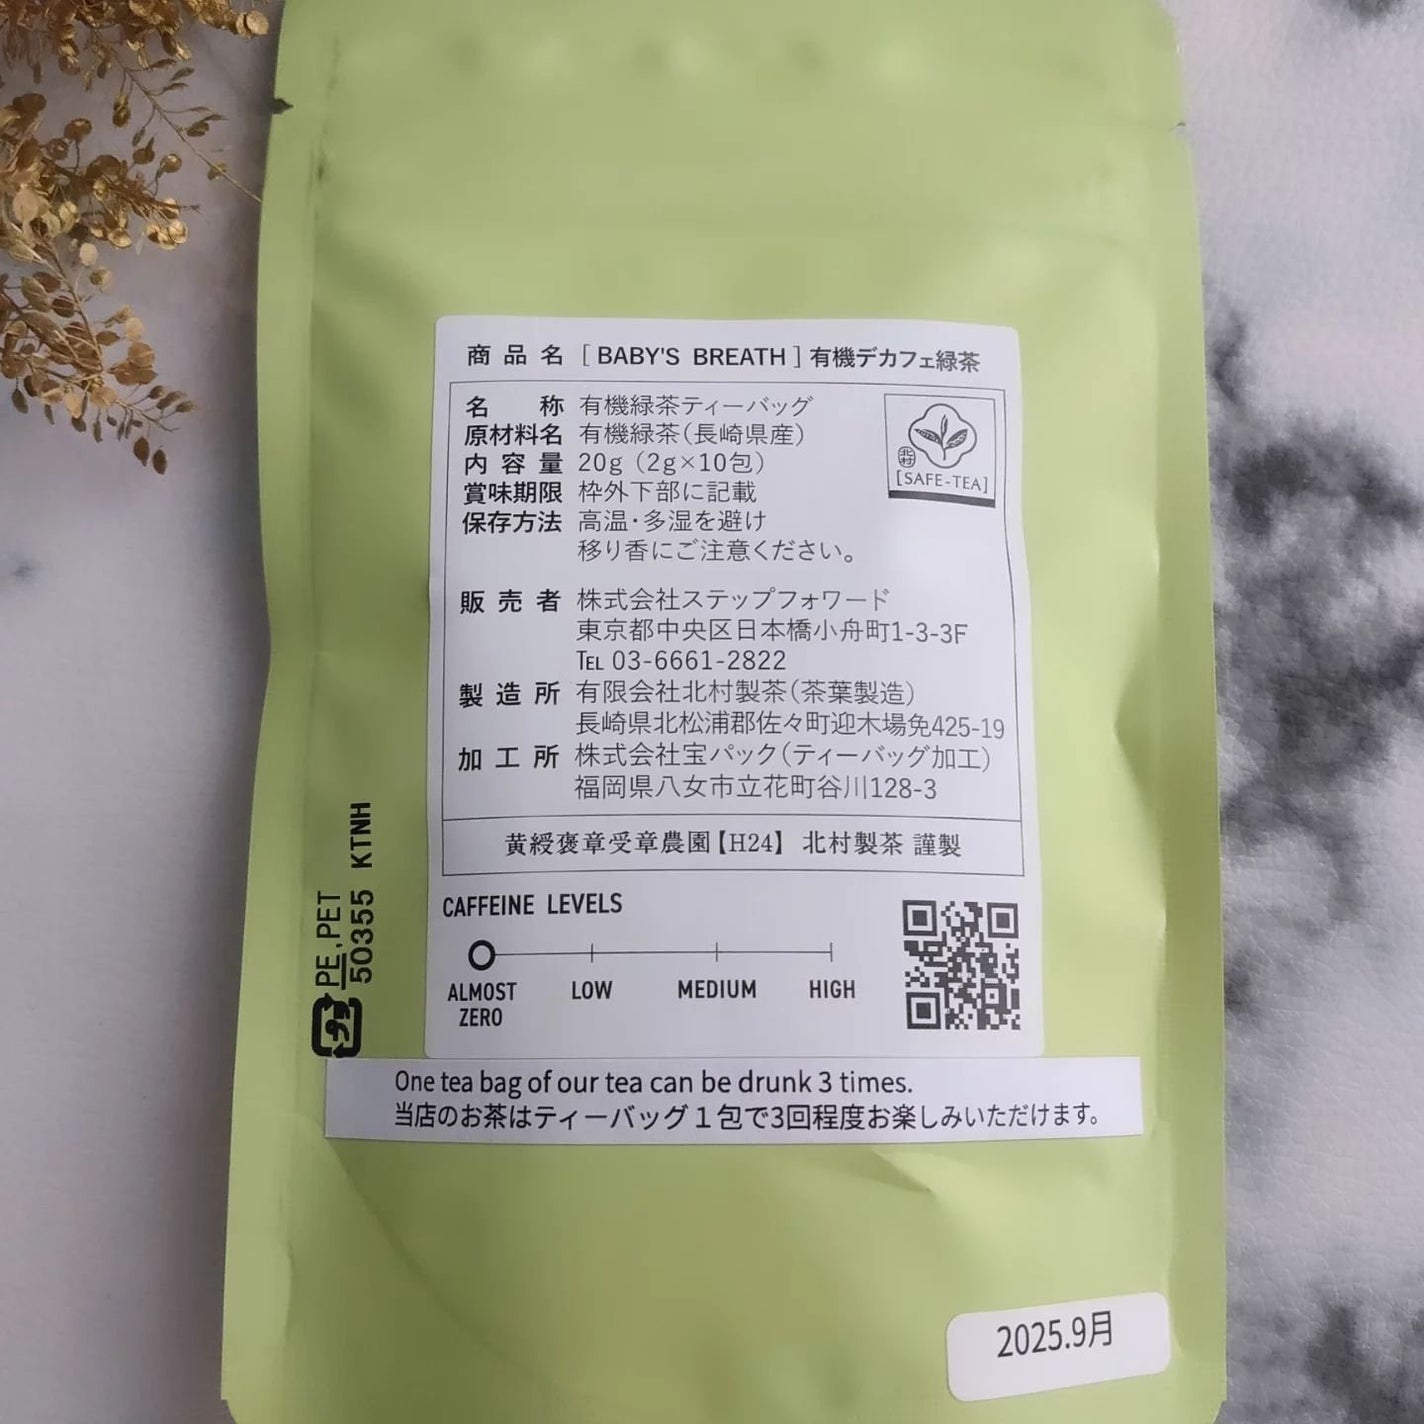 商品名 [ BABY'S BREATH ] 有機デカフェ緑茶
名称 有機緑茶ティーバッグ
原材料名 有機緑茶(長崎県産)
内容量 20g (2g×10包)
賞味期限 枠外下部に記載
保存方法 高温・多湿を避け
移り香にご注意ください。
北村
[SAFE-TEA]
販売者 株式会社ステップフォワード
東京都中央区日本橋小舟町1-3-3F
TEL 03-6661-2822
製造所 有限会社北村製茶(茶葉製造)
長崎県北松浦郡佐々町迎木場免425-19
加工所 株式会社宝パック(ティーバッグ加工)
福岡県八女市立花町谷川128-3
黄綬褒章受章農園【H24】 北村製茶 謹製
CAFFEINE LEVELS
ALMOST ZERO LOW MEDIUM HIGH
プラ PE,PET
50355 KTNH
One tea bag of our tea can be drunk 3 times.
当店のお茶はティーバッグ1包で3回程度お楽しみいただけます。
2025.9月